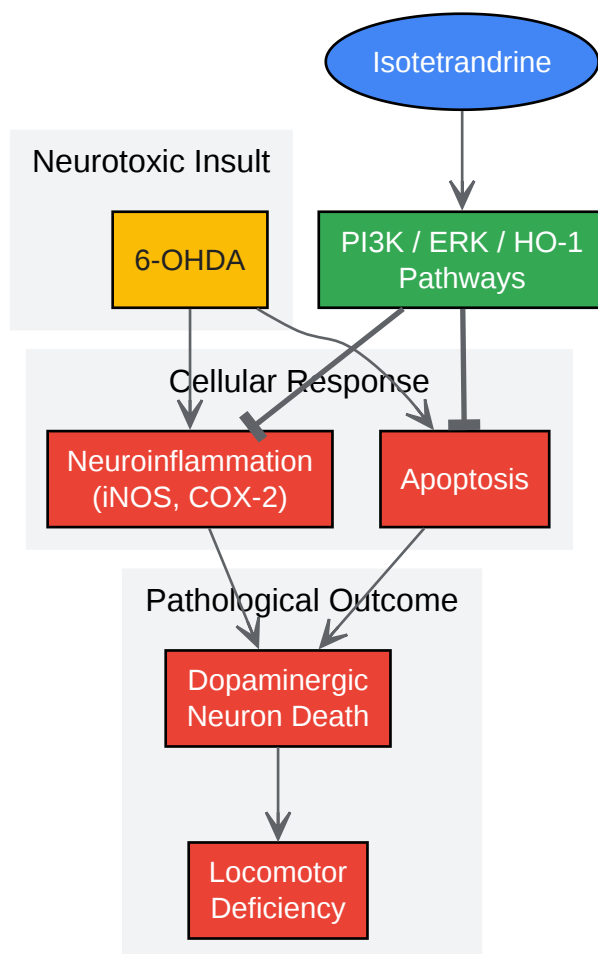 Isotetrandrine
Neurotoxic Insult
6-OHDA
PI3K / ERK / HO-1
Pathways
Cellular Response
Neuroinflammation
(iNOS, COX-2)
Apoptosis
Pathological Outcome
Dopaminergic
Neuron Death
Locomotor
Deficiency